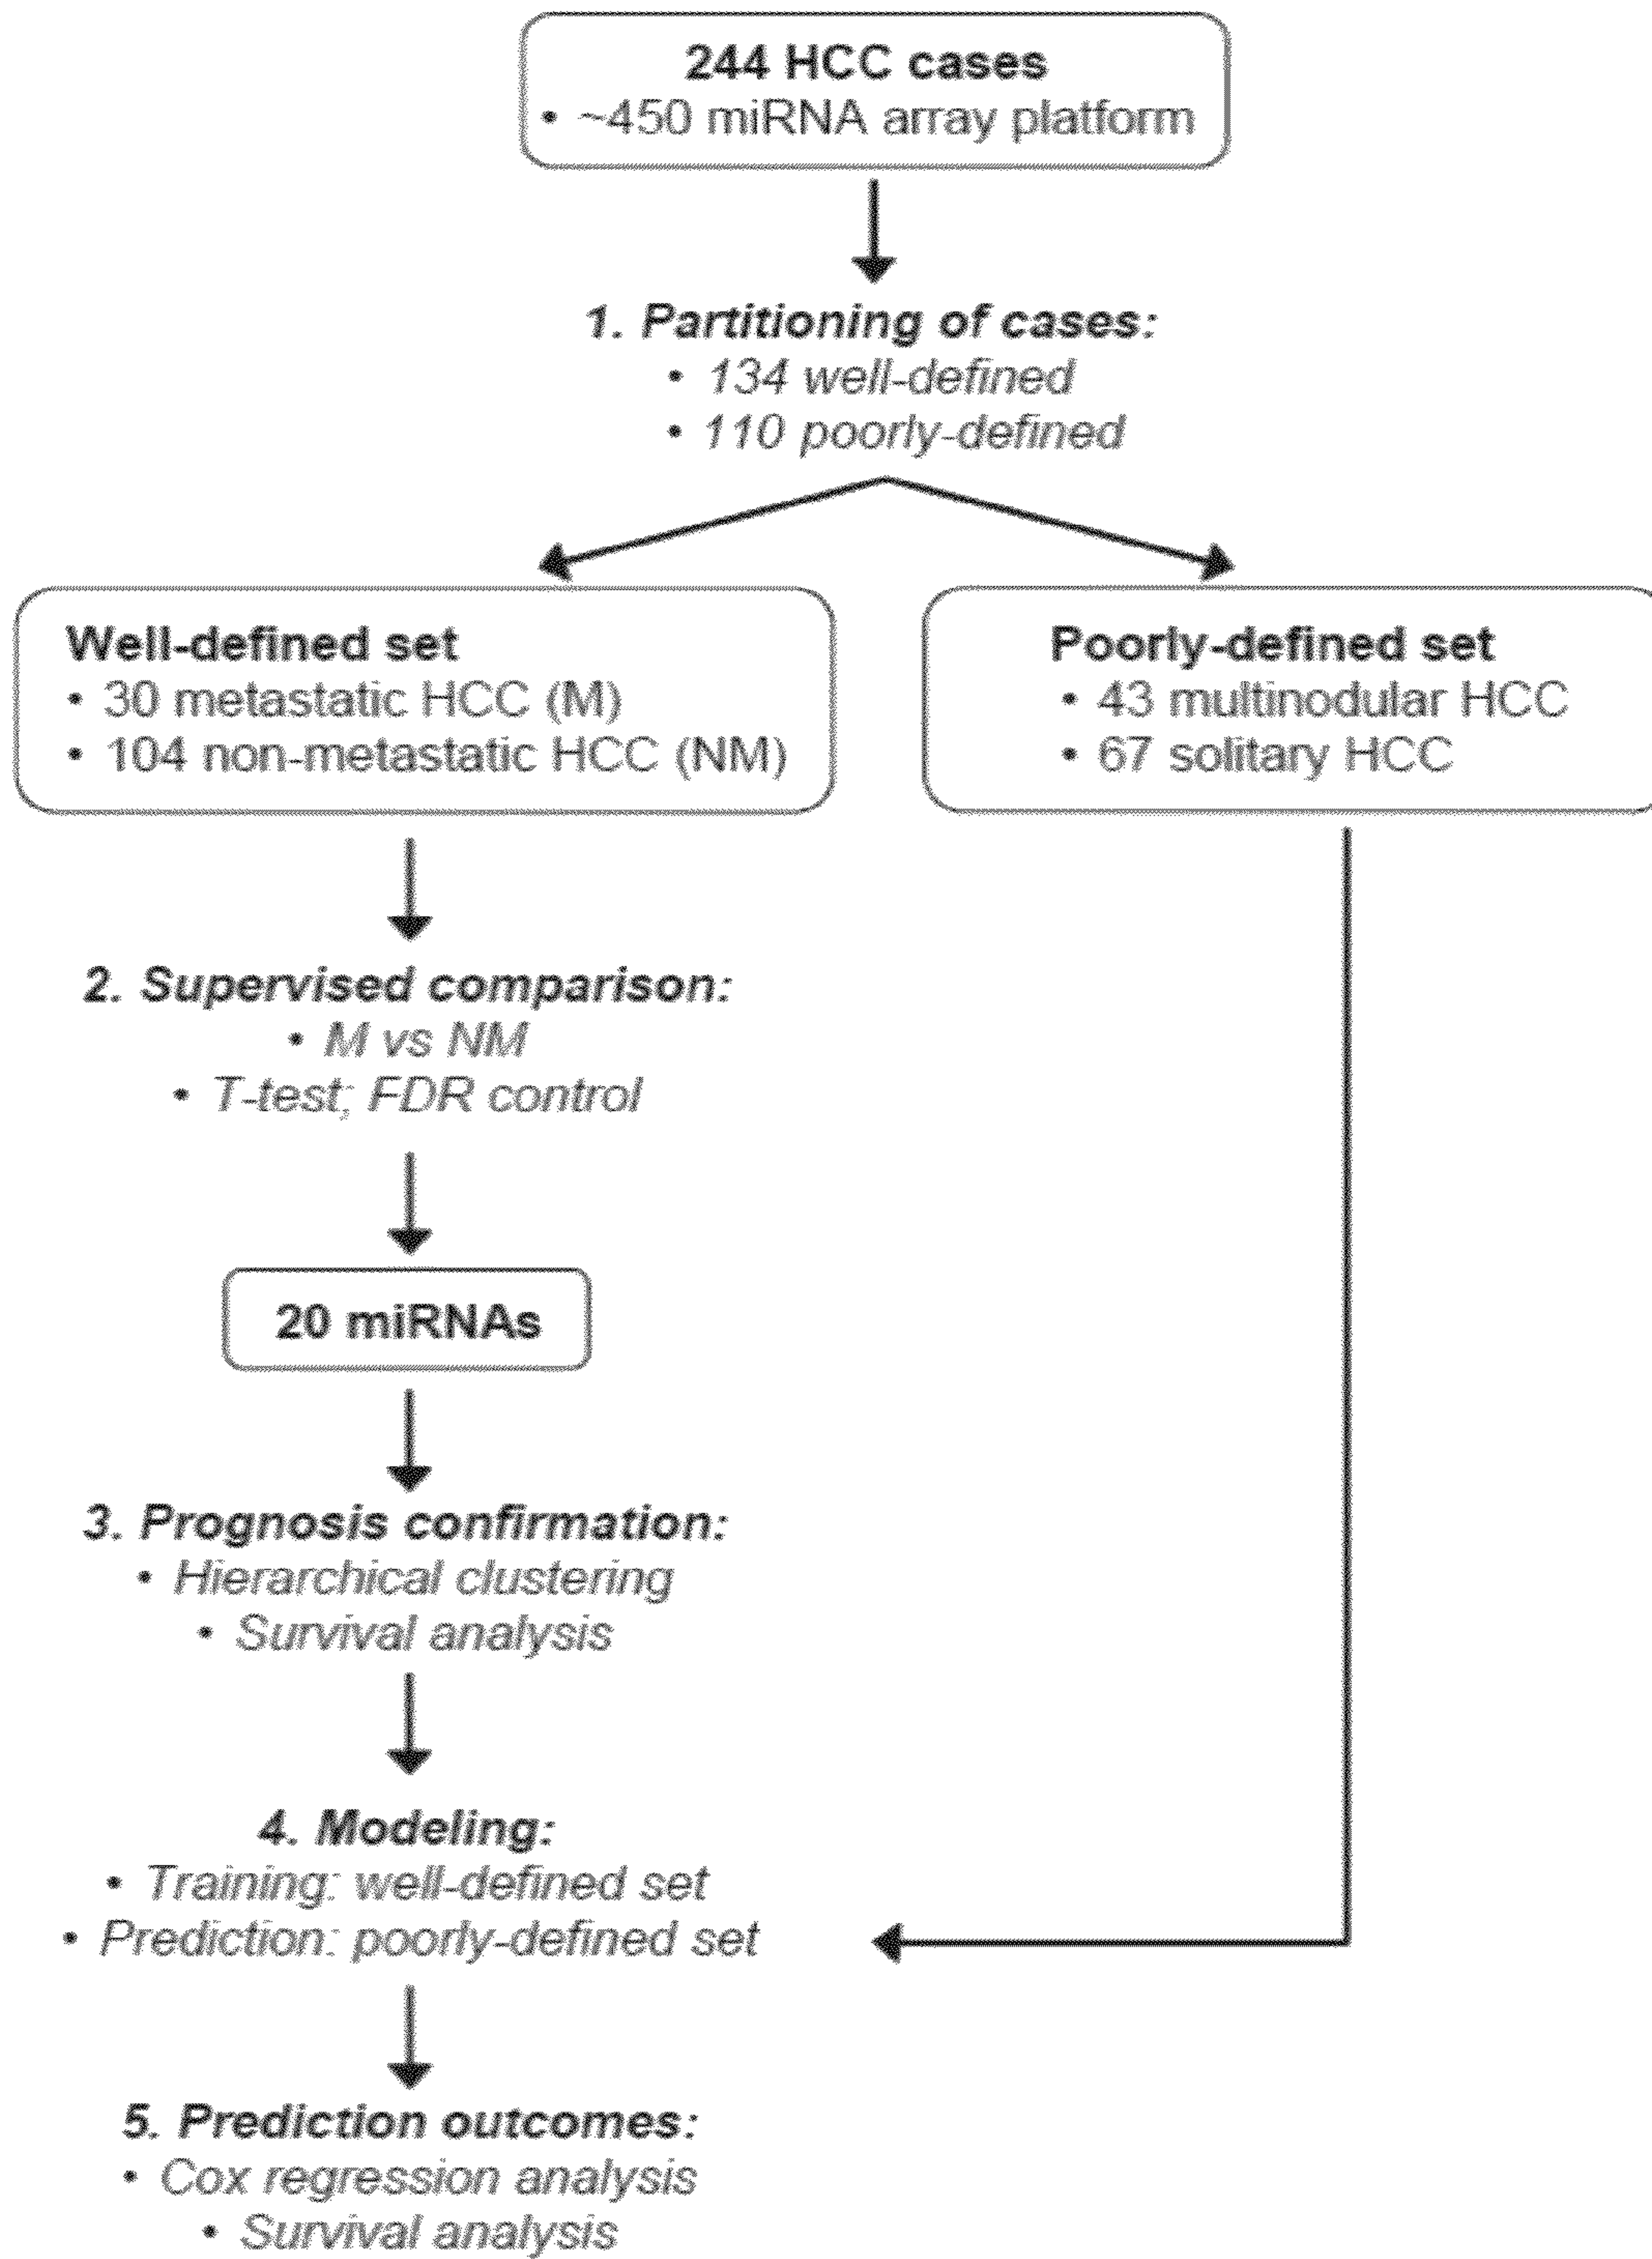 244 HCC cases
• ~450 miRNA array platform
1. Partitioning of cases:
• 134 well-defined
• 110 poorly-defined
Well-defined set
• 30 metastatic HCC (M)
• 104 non-metastatic HCC (NM)
Poorly-defined set
• 43 multinodular HCC
• 67 solitary HCC
2. Supervised comparison:
• M vs NM
• T-test; FDR control
20 miRNAs
3. Prognosis confirmation:
• Hierarchical clustering
• Survival analysis
4. Modeling:
• Training: well-defined set
• Prediction: poorly-defined set
5. Prediction outcomes:
• Cox regression analysis
• Survival analysis